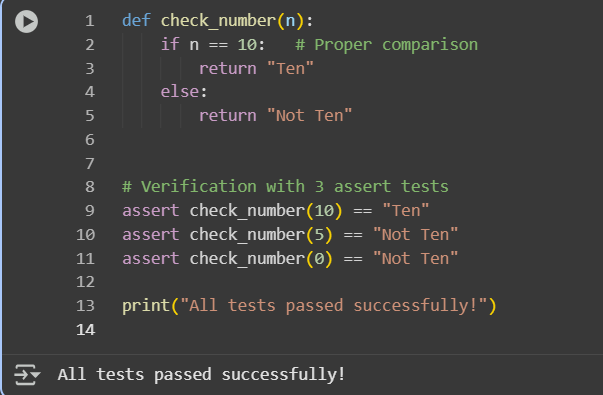 1 def check_number(n):
2     if n == 10:   # Proper comparison
3         return "Ten"
4     else:
5         return "Not Ten"
6
7
8 # Verification with 3 assert tests
9 assert check_number(10) == "Ten"
10 assert check_number(5) == "Not Ten"
11 assert check_number(0) == "Not Ten"
12
13 print("All tests passed successfully!")
14
All tests passed successfully!